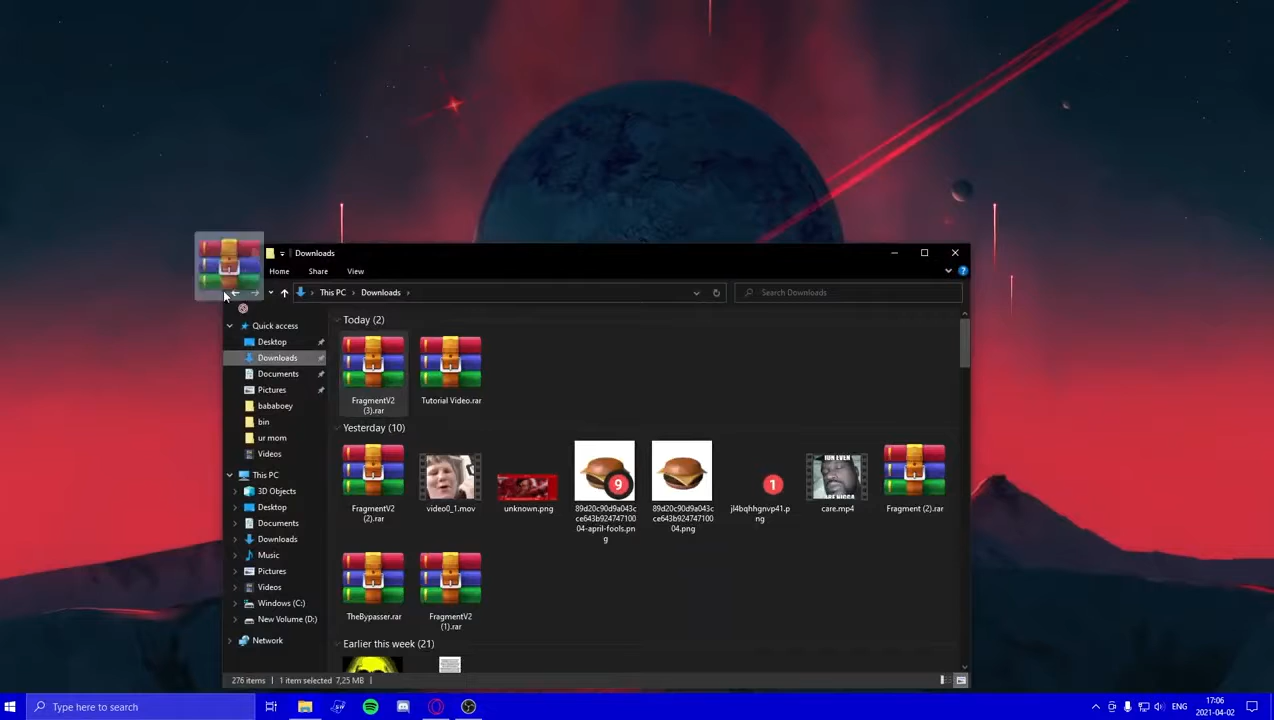 Downloads
Home Share View
This PC Downloads
Search Downloads
Quick access
Desktop
Downloads
Documents
Pictures
bababoey
bin
ur mom
Videos
This PC
3D Objects
Desktop
Documents
Downloads
Music
Pictures
Videos
Windows (C:)
New Volume (D:)
Network
Today (2)
FragmentV2
(3).rar
Tutorial Video.rar
Yesterday (10)
FragmentV2
(2).rar
video0_1.mov
unknown.png
9
89d20c90d9a043c
ce643b924747100
04-april-fools.pn
g
89d20c90d9a043c
ce643b924747100
04.png
1
jl4bqhhgnvp41.p
ng
care.mp4
Fragment (2).rar
TheBypasser.rar
FragmentV2
(1).rar
Earlier this week (21)
276 items 1 item selected 7,25 MB
Type here to search
ENG
17:06
2021-04-02